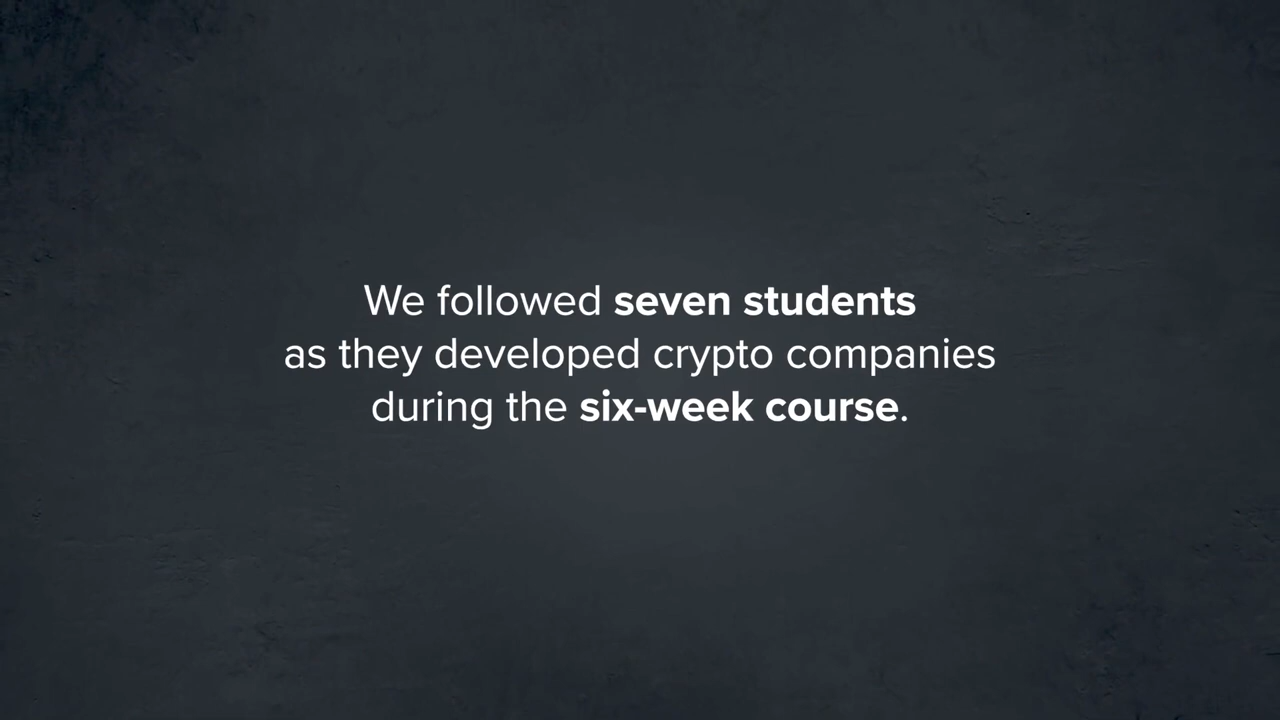 We followed seven students
as they developed crypto companies
during the six-week course.